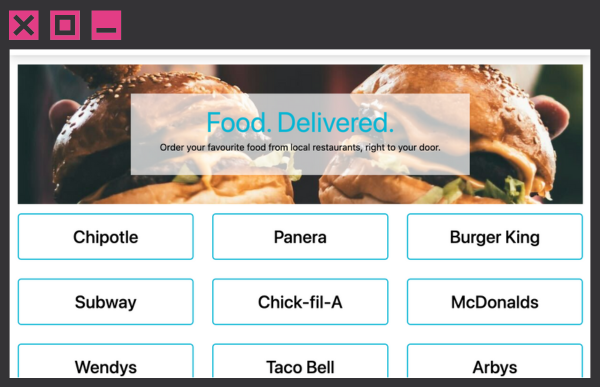 Food. Delivered.
Order your favourite food from local restaurants, right to your door.
Chipotle
Panera
Burger King
Subway
Chick-fil-A
McDonalds
Wendys
Taco Bell
Arbys